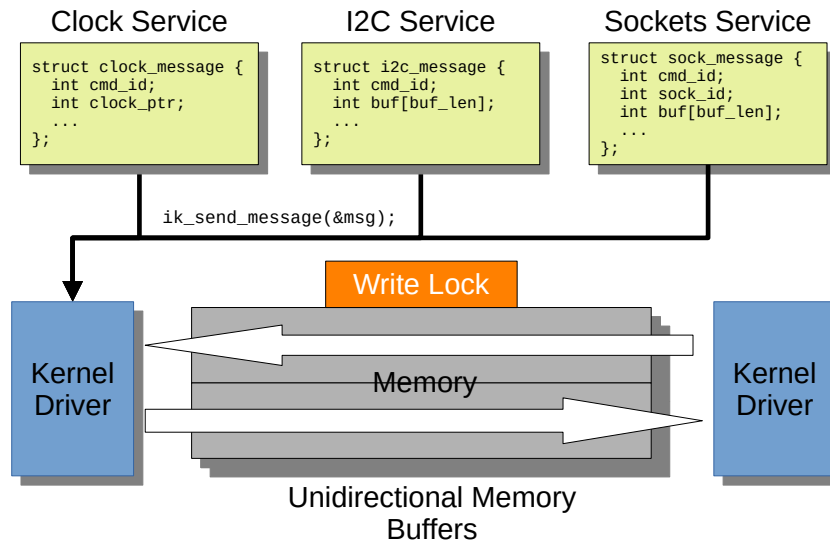 Clock Service
I2C Service
Sockets Service
struct clock_message {
  int cmd_id;
  int clock_ptr;
  ...
};
struct i2c_message {
  int cmd_id;
  int buf[buf_len];
  ...
};
struct sock_message {
  int cmd_id;
  int sock_id;
  int buf[buf_len];
  ...
};
ik_send_message(&msg);
Write Lock
Kernel
Driver
Memory
Kernel
Driver
Unidirectional Memory
Buffers